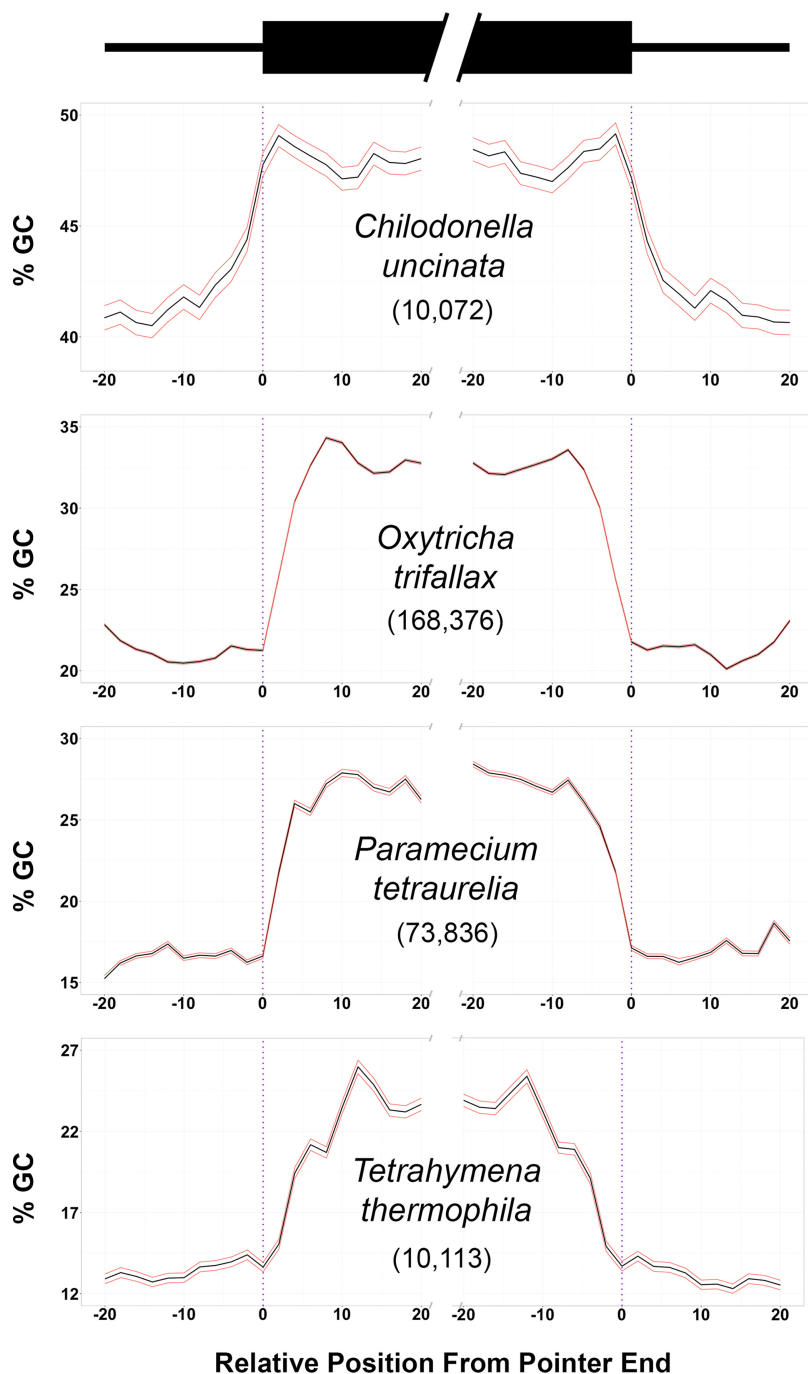 50
45
40
% GC
Chilodonella
uncinata
(10,072)
-20 -10 0 10 20 -20 -10 0 10 20
35
30
25
20
% GC
Oxytricha
trifallax
(168,376)
-20 -10 0 10 20 -20 -10 0 10 20
30
25
20
15
% GC
Paramecium
tetraurelia
(73,836)
-20 -10 0 10 20 -20 -10 0 10 20
27
22
17
12
% GC
Tetrahymena
thermophila
(10,113)
-20 -10 0 10 20 -20 -10 0 10 20
Relative Position From Pointer End